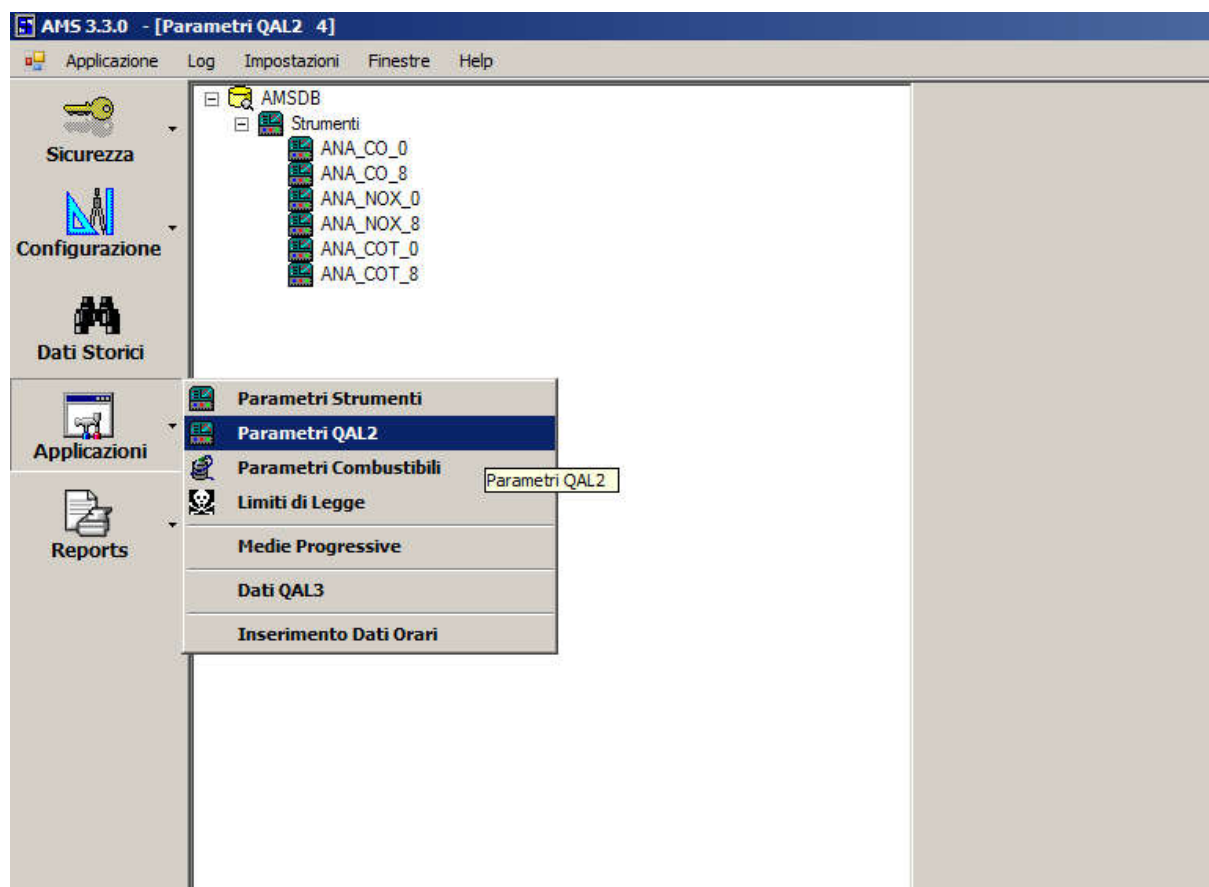 AMS 3.3.0 - [Parametri QAL2 4]
Applicazione Log Impostazioni Finestre Help
Sicurezza
Configurazione
Dati Storici
Applicazioni
Reports
AMSDB
Strumenti
ANA_CO_0
ANA_CO_8
ANA_NOX_0
ANA_NOX_8
ANA_COT_0
ANA_COT_8
Parametri Strumenti
Parametri QAL2
Parametri Combustibili
Parametri QAL2
Limiti di Legge
Medie Progressive
Dati QAL3
Inserimento Dati Orari